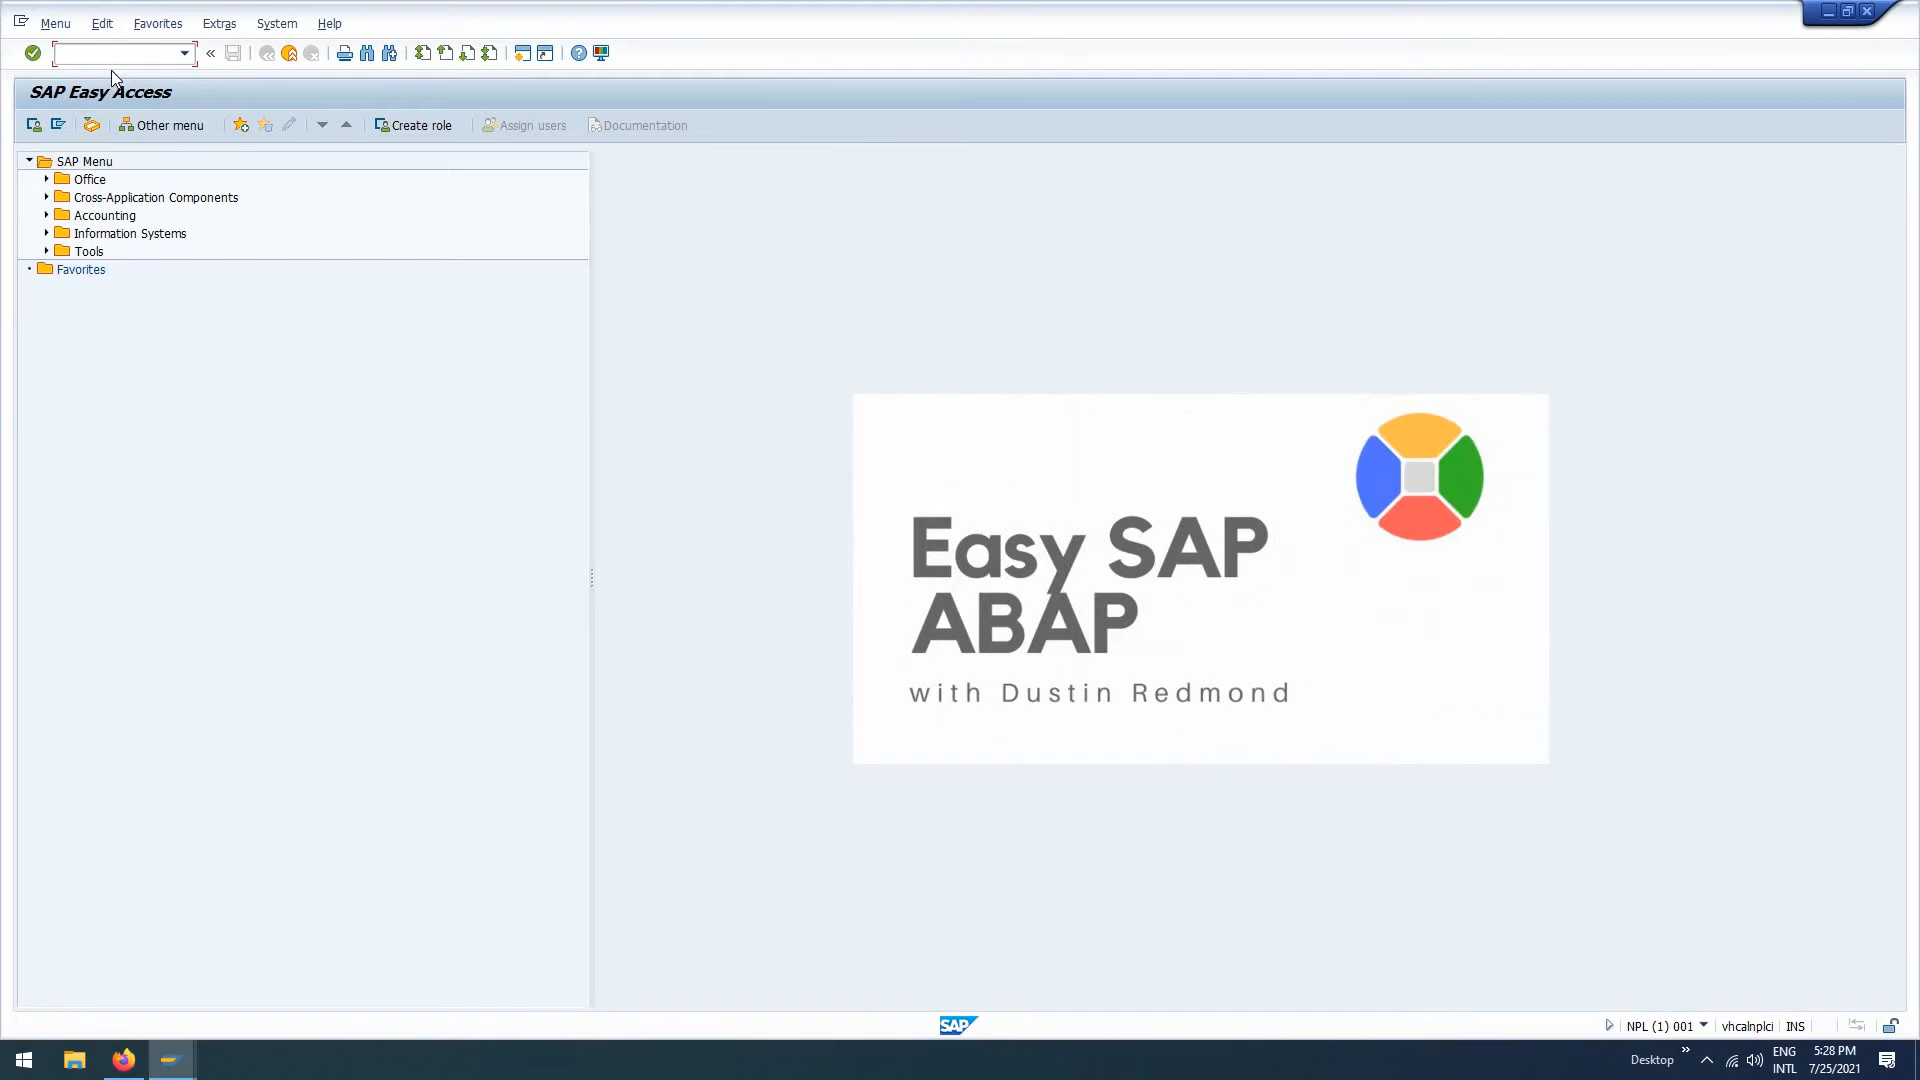 Menu Edit Favorites Extras System Help
SAP Easy Access
Other menu Create role Assign users Documentation
SAP Menu
Office
Cross-Application Components
Accounting
Information Systems
Tools
Favorites
Easy SAP
ABAP
with Dustin Redmond
SAP
NPL (1) 001 vhcalnplci INS
Desktop
ENG
INTL
5:28 PM
7/25/2021